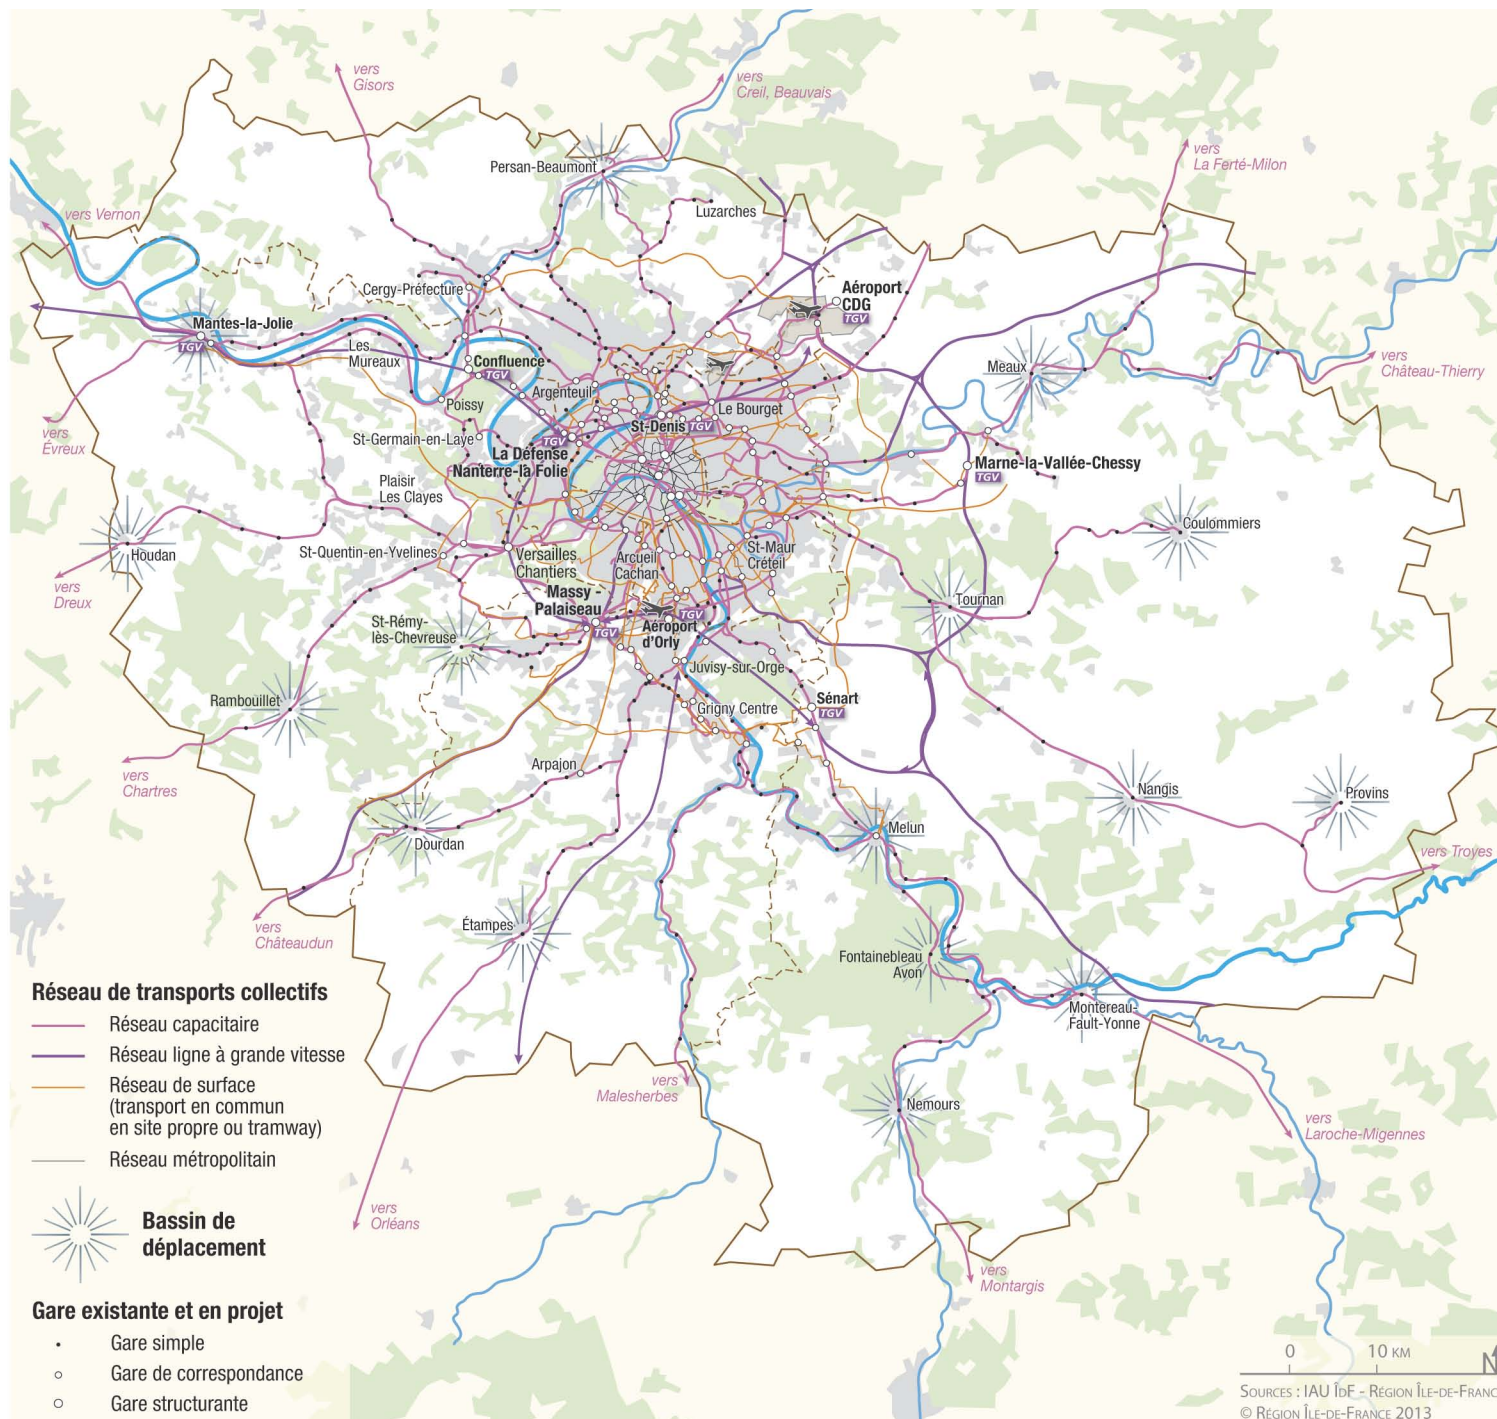 vers
Gisors
vers
Creil, Beauvais
vers
La Ferté-Milon
Persan-Beaumont
Luzarches
vers Vernon
Cergy-Préfecture
Aéroport
CDG
TGV
Mantes-la-Jolie
TGV
Les
Mureaux
Confluence
TGV
Meaux
vers
Château-Thierry
Argenteuil
Poissy
Le Bourget
St-Denis
TGV
vers
Évreux
St-Germain-en-Laye
TGV
La Défense
Nanterre-la Folie
Marne-la-Vallée-Chessy
TGV
Plaisir
Les Clayes
Coulommiers
Houdan
St-Quentin-en-Yvelines
Versailles
Chantiers
Arcueil
Cachan
St-Maur
Créteil
vers
Dreux
Massy -
Palaiseau
TGV
TGV
Aéroport
d'Orly
Tournan
St-Rémy-
lès-Chevreuse
Juvisy-sur-Orge
Rambouillet
Grigny Centre
Sénart
TGV
vers
Chartres
Arpajon
Nangis
Provins
Dourdan
Melun
vers Troyes
Étampes
vers
Châteaudun
Fontainebleau
Avon
Montereau-
Fault-Yonne
vers
Malesherbes
Nemours
vers
Laroche-Migennes
vers
Orléans
vers
Montargis
Réseau de transports collectifs
Réseau capacitaire
Réseau ligne à grande vitesse
Réseau de surface
(transport en commun
en site propre ou tramway)
Réseau métropolitain
Bassin de
déplacement
Gare existante et en projet
Gare simple
Gare de correspondance
Gare structurante
0 10 KM
N
SOURCES : IAU ÎDF - RÉGION ÎLE-DE-FRANC
© RÉGION ÎLE-DE-FRANCE 2013